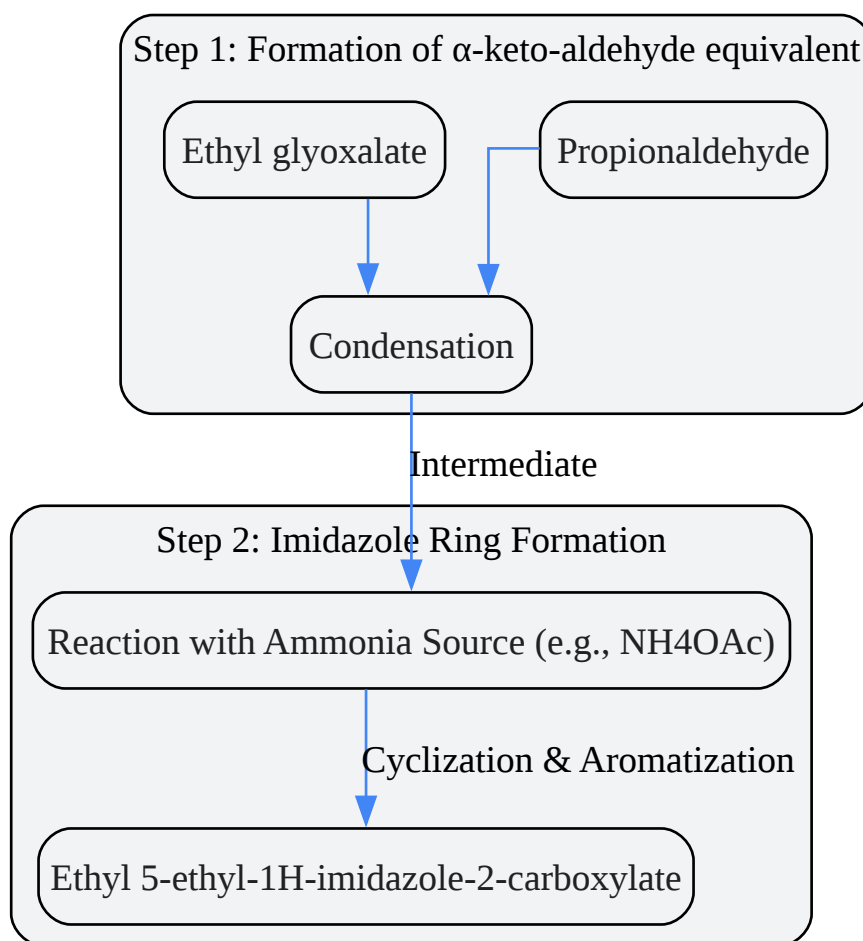 Step 1: Formation of α-keto-aldehyde equivalent
Ethyl glyoxalate
Propionaldehyde
Condensation
Intermediate
Step 2: Imidazole Ring Formation
Reaction with Ammonia Source (e.g., NH4OAc)
Cyclization & Aromatization
Ethyl 5-ethyl-1H-imidazole-2-carboxylate